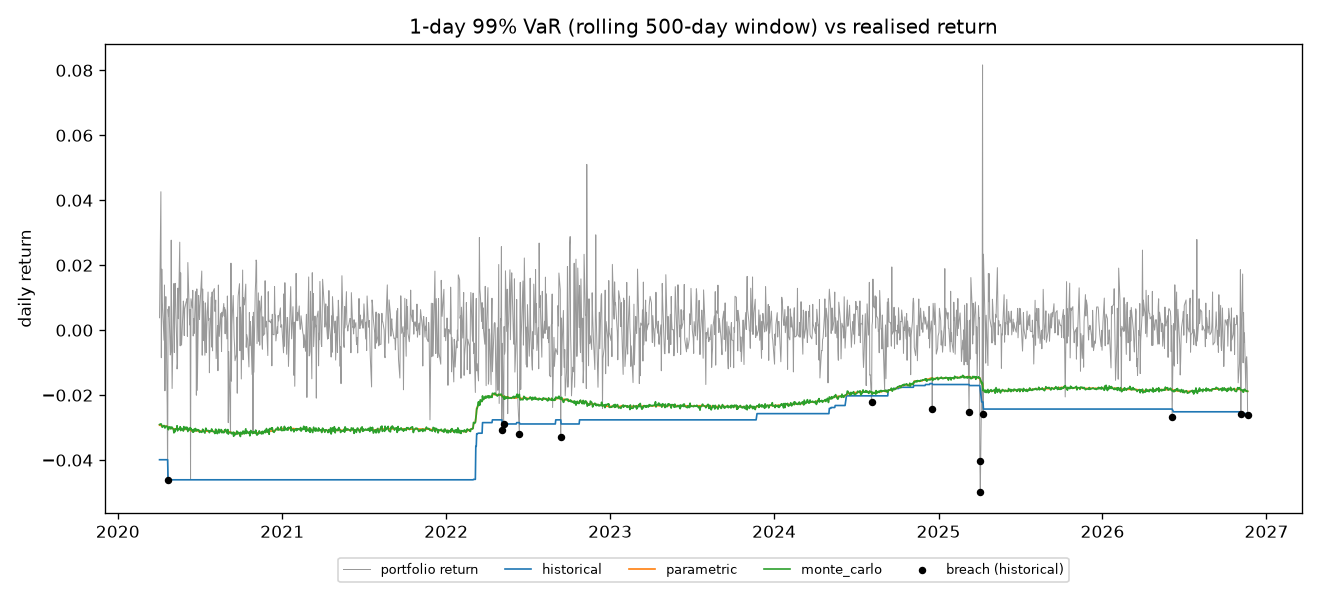 1-day 99% VaR (rolling 500-day window) vs realised return
daily return
0.08
0.06
0.04
0.02
0.00
−0.02
−0.04
2020 2021 2022 2023 2024 2025 2026 2027
portfolio return historical parametric monte_carlo breach (historical)